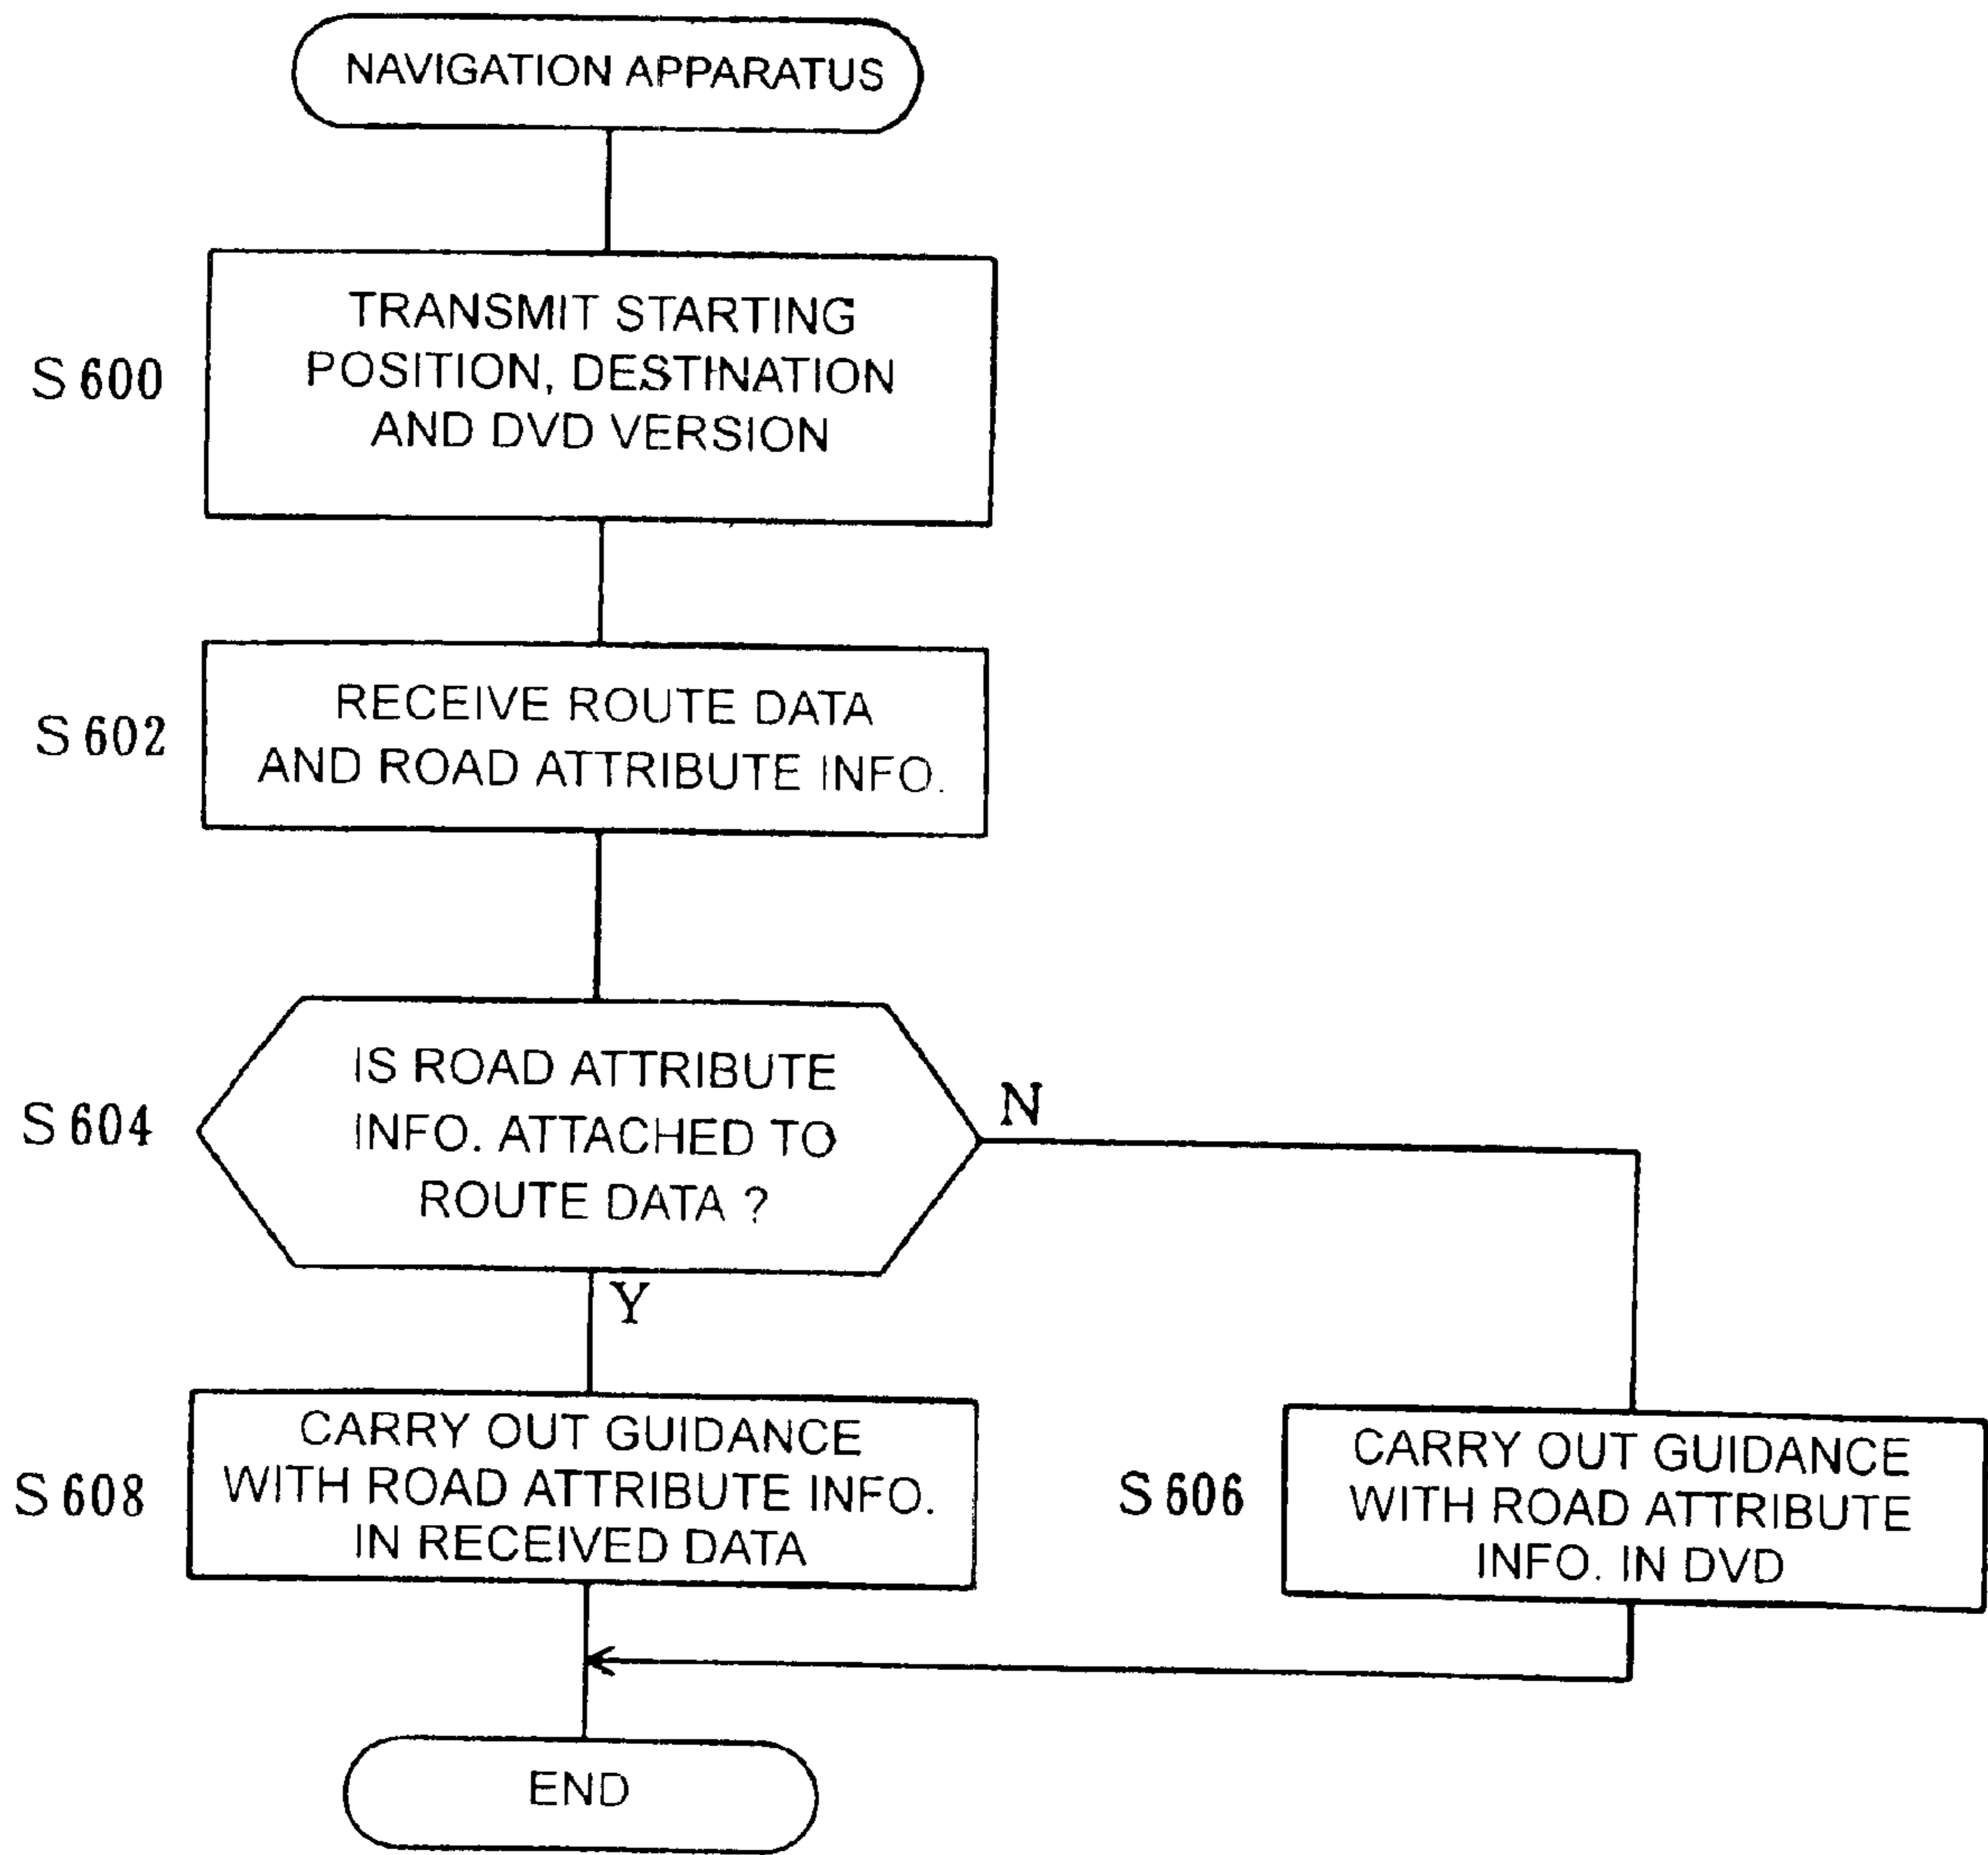 NAVIGATION APPARATUS
S 600
TRANSMIT STARTING
POSITION, DESTINATION
AND DVD VERSION
S 602
RECEIVE ROUTE DATA
AND ROAD ATTRIBUTE INFO.
S 604
IS ROAD ATTRIBUTE
INFO. ATTACHED TO
ROUTE DATA ?
N
Y
S 608
CARRY OUT GUIDANCE
WITH ROAD ATTRIBUTE INFO.
IN RECEIVED DATA
S 606
CARRY OUT GUIDANCE
WITH ROAD ATTRIBUTE
INFO. IN DVD
END